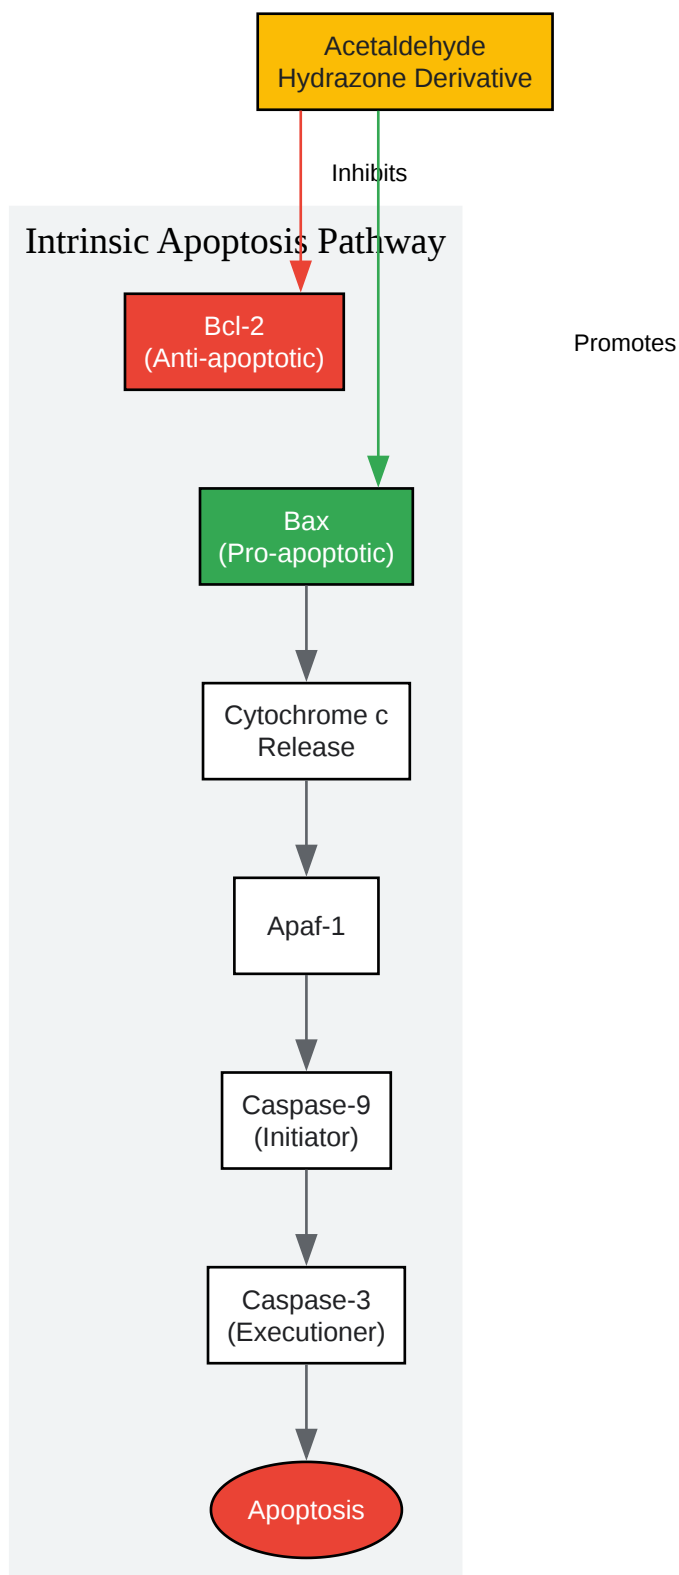 Acetaldehyde
Hydrazone Derivative
Inhibits
Intrinsic Apoptosis Pathway
Bcl-2
(Anti-apoptotic)
Promotes
Bax
(Pro-apoptotic)
Cytochrome c
Release
Apaf-1
Caspase-9
(Initiator)
Caspase-3
(Executioner)
Apoptosis